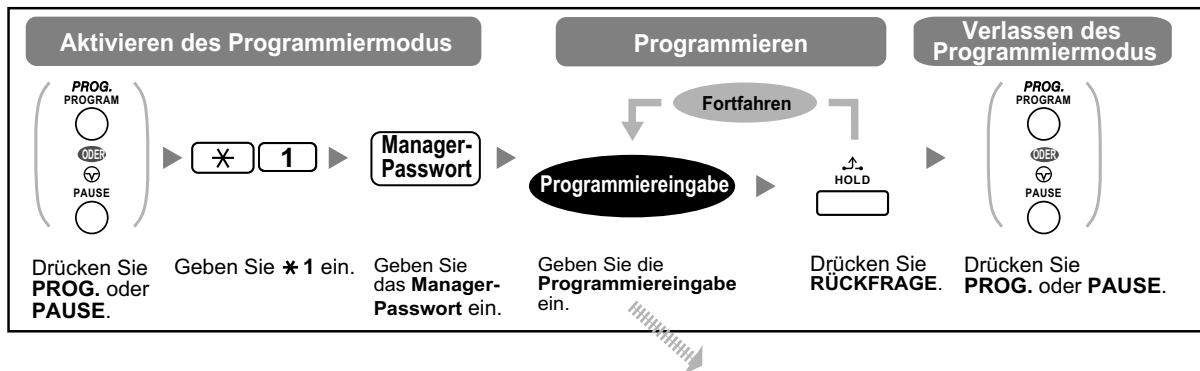 Aktivieren des Programmiermodus
Programmieren
Verlassen des
Programmiermodus
PROG.
PROGRAM
ODER
PAUSE
✱
1
Manager-
Passwort
Fortfahren
Programmiereingabe
HOLD
PROG.
PROGRAM
ODER
PAUSE
Drücken Sie
PROG. oder
PAUSE.
Geben Sie ✱ 1 ein.
Geben Sie
das Manager-
Passwort ein.
Geben Sie die
Programmiereingabe
ein.
Drücken Sie
RÜCKFRAGE.
Drücken Sie
PROG. oder PAUSE.